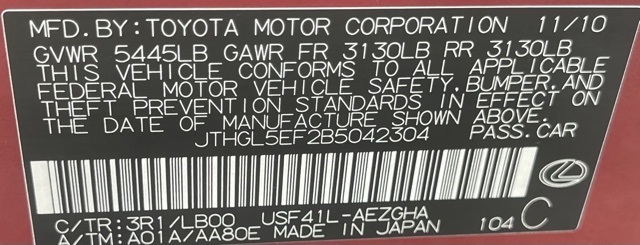 MFD.BY:TOYOTA MOTOR CORPORATION 11/10
GVWR 5445LB GAWR FR 3130LB RR 3130LB
THIS VEHICLE CONFORMS TO ALL APPLICABLE
FEDERAL MOTOR VEHICLE SAFETY,BUMPER,AND
THEFT PREVENTION STANDARDS IN EFFECT ON
THE DATE OF MANUFACTURE SHOWN ABOVE.
JTHGL5EF2B5042304 PASS.CAR
C/TR:3R1/LB00 USF41L-AEZGHA
A/TM:A01A/AA80E MADE IN JAPAN 104 C